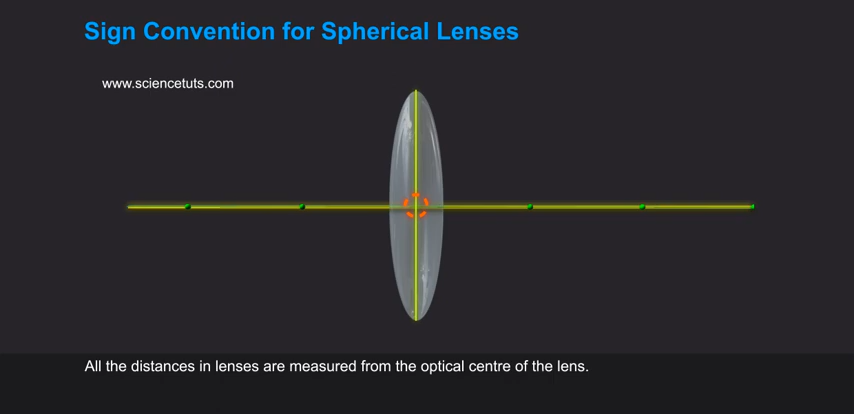 Sign Convention for Spherical Lenses
www.sciencetuts.com
All the distances in lenses are measured from the optical centre of the lens.